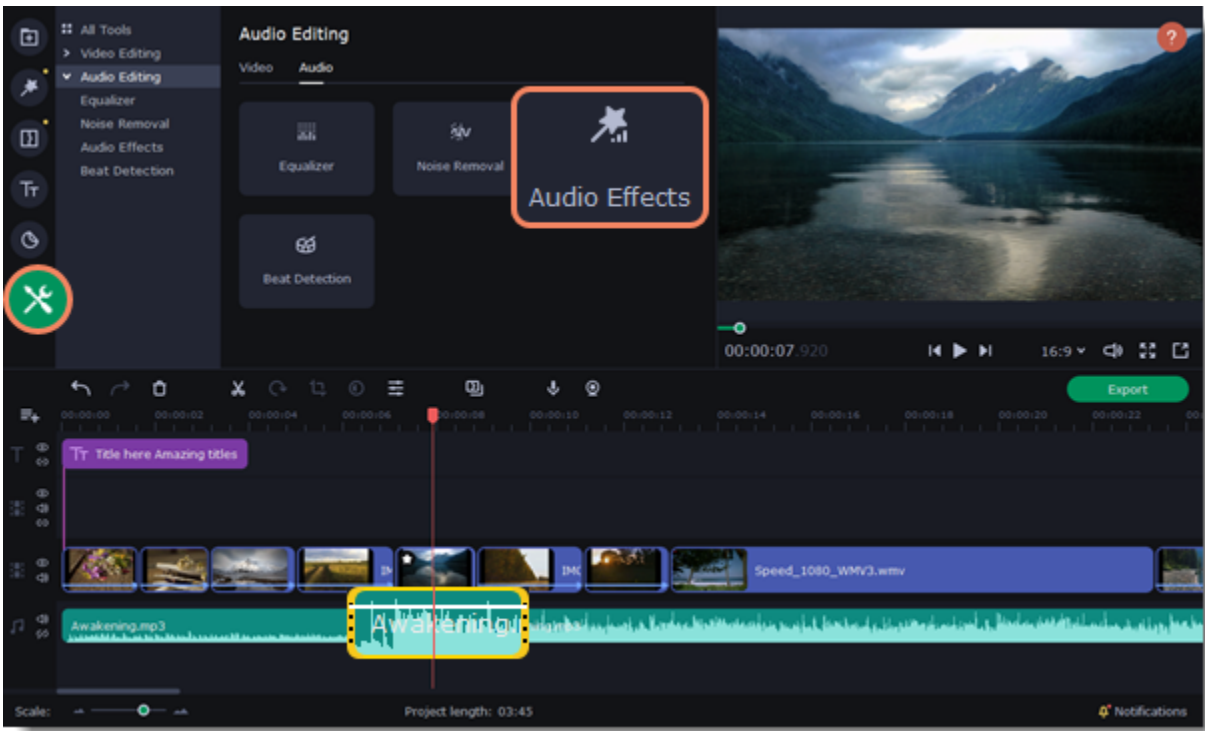 All Tools
Video Editing
Audio Editing
Equalizer
Noise Removal
Audio Effects
Beat Detection
Audio Editing
Video Audio
Equalizer
Noise Removal
Audio Effects
Beat Detection
?
00:00:07.920
16:9
Export
00:00:00 00:00:02 00:00:04 00:00:06 00:00:08 00:00:10 00:00:12 00:00:14 00:00:16 00:00:18 00:00:20 00:00:22
Title here Amazing titles
Speed_1080_WMV3.wmv
Awakening.mp3
Awakening.
Scale:
Project length: 03:45
Notifications